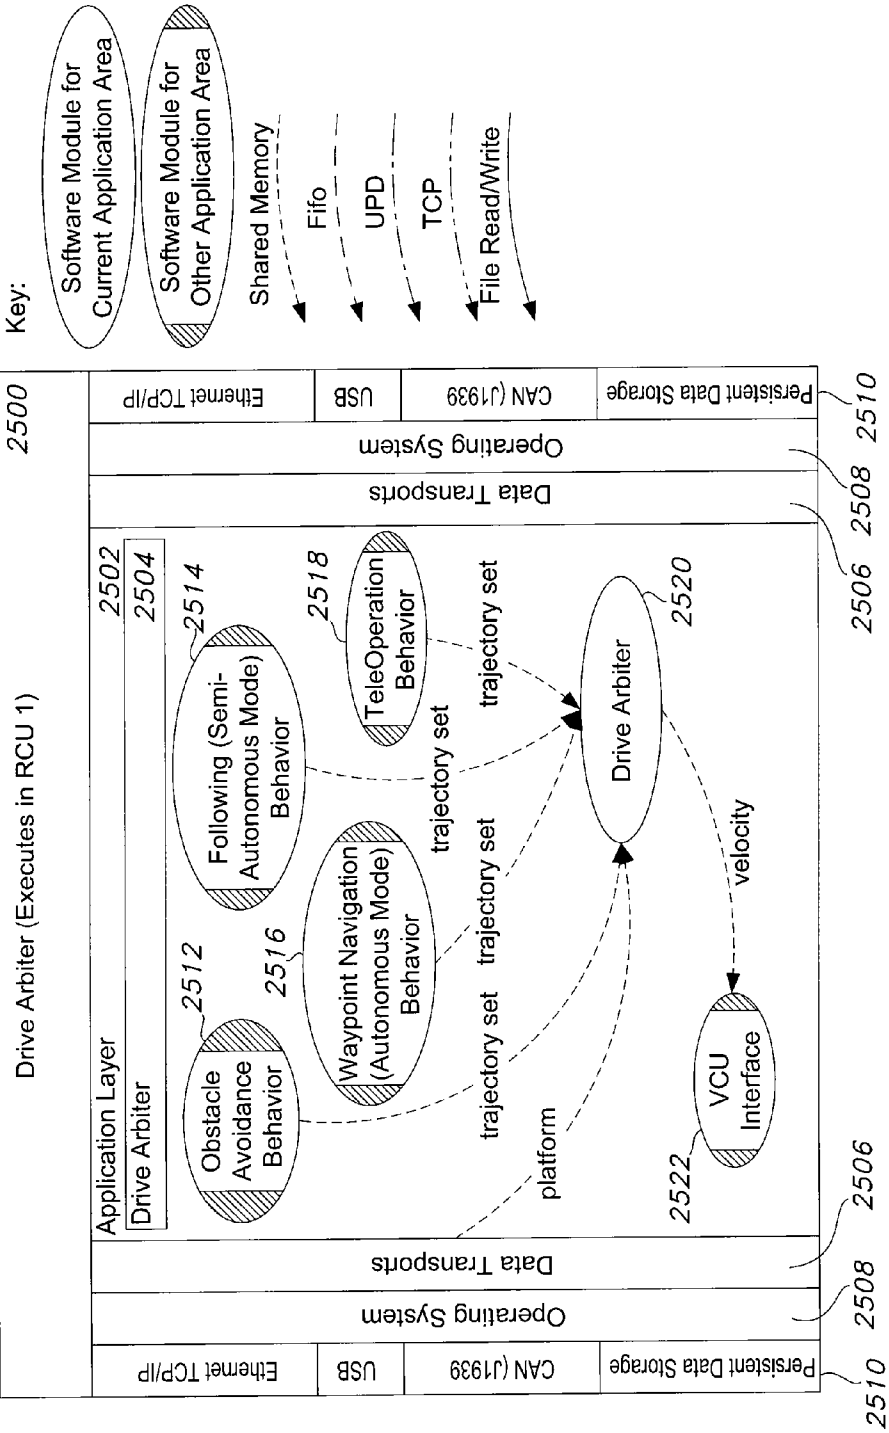 Drive Arbiter (Executes in RCU 1)
2500
Application Layer
2502
Drive Arbiter
2504
Obstacle
Avoidance
Behavior
2512
Following (Semi-
Autonomous Mode)
Behavior
2514
Waypoint Navigation
(Autonomous Mode)
Behavior
2516
TeleOperation
Behavior
2518
trajectory set
trajectory set
trajectory set
trajectory set
platform
Drive Arbiter
2520
velocity
VCU
Interface
2522
Data Transports
Operating System
Ethernet TCP/IP
USB
CAN (J1939
Persistent Data Storage
2506
2508
2510
Data Transports
Operating System
Ethernet TCP/IP
USB
CAN (J1939
Persistent Data Storage
2506
2508
2510
Key:
Software Module for
Current Application Area
Software Module for
Other Application Area
Shared Memory
Fifo
UPD
TCP
File Read/Write